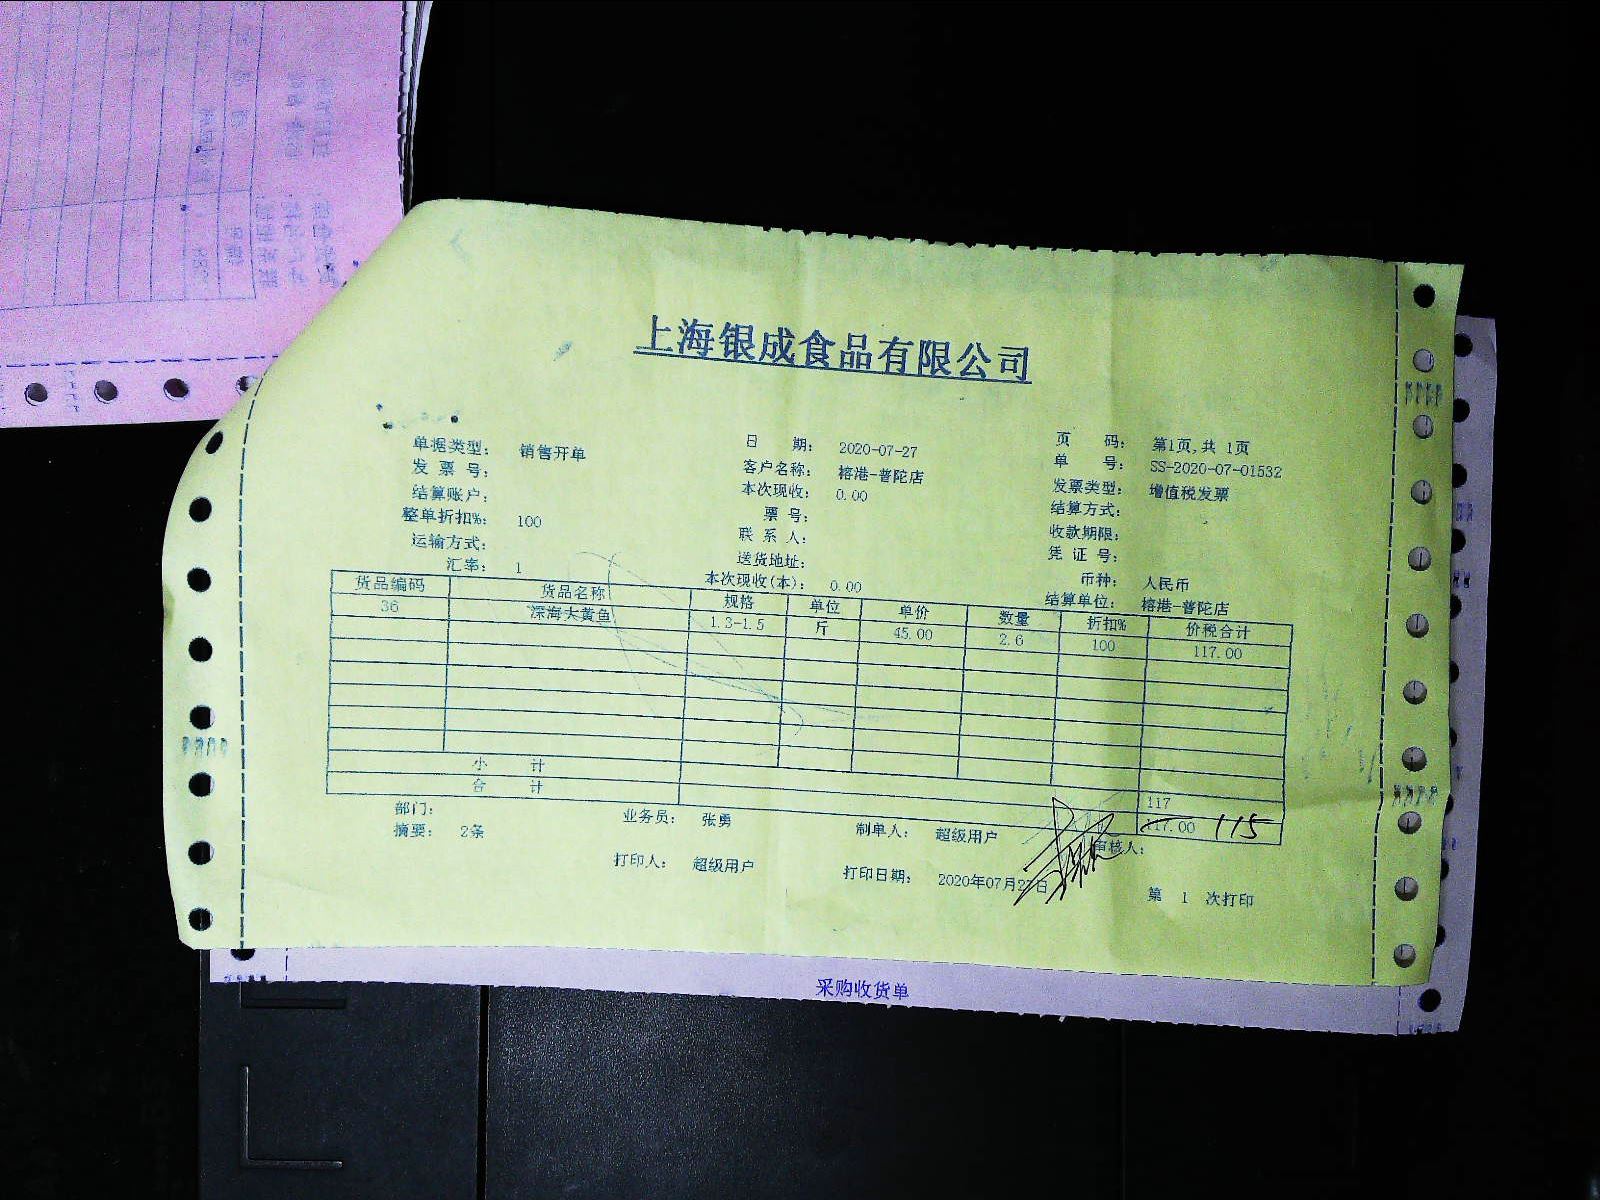 上海银成食品有限公司
单据类型： 销售开单 日 期： 2020-07-27 页 码： 第1页,共 1页
发 票 号： 客户名称： 榕港-普陀店 单 号： SS-2020-07-01532
结算账户： 本次现收： 0.00 发票类型： 增值税发票
整单折扣%： 100 票 号： 结算方式：
运输方式： 联 系 人： 收款期限：
汇率： 1 送货地址： 凭 证 号：
本次现收(本)： 0.00 币种： 人民币
结算单位： 榕港-普陀店
货品编码 货品名称 规格 单位 单价 数量 折扣% 价税合计
36 深海大黄鱼 1.3-1.5 斤 45.00 2.6 100 117.00
小 计 117
合 计 117.00 115
部门： 业务员： 张勇 制单人： 超级用户 审核人：
摘要： 2条
打印人： 超级用户 打印日期： 2020年07月27日 第 1 次打印
采购收货单